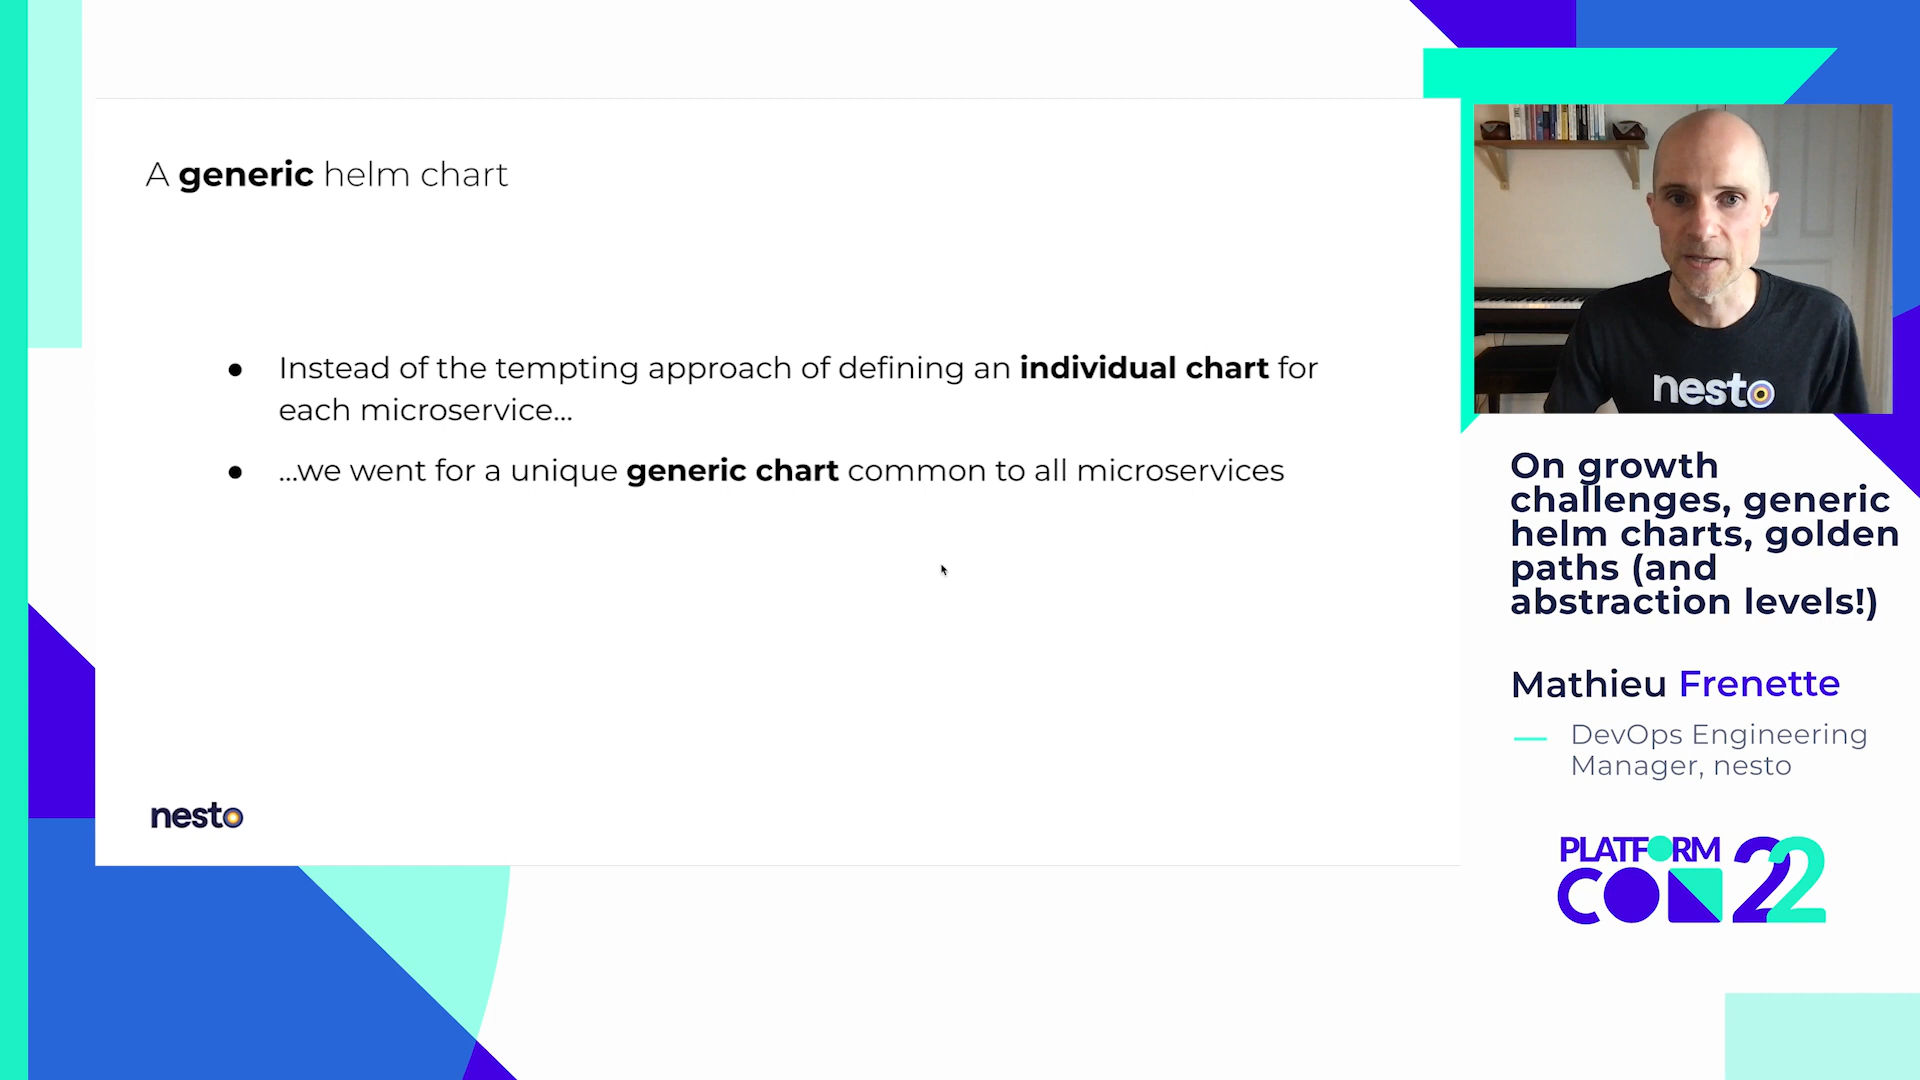 A generic helm chart
● Instead of the tempting approach of defining an individual chart for
each microservice...
● ...we went for a unique generic chart common to all microservices
nesto
nesto
On growth
challenges, generic
helm charts, golden
paths (and
abstraction levels!)
Mathieu Frenette
— DevOps Engineering
Manager, nesto
PLATFORM
CON 22